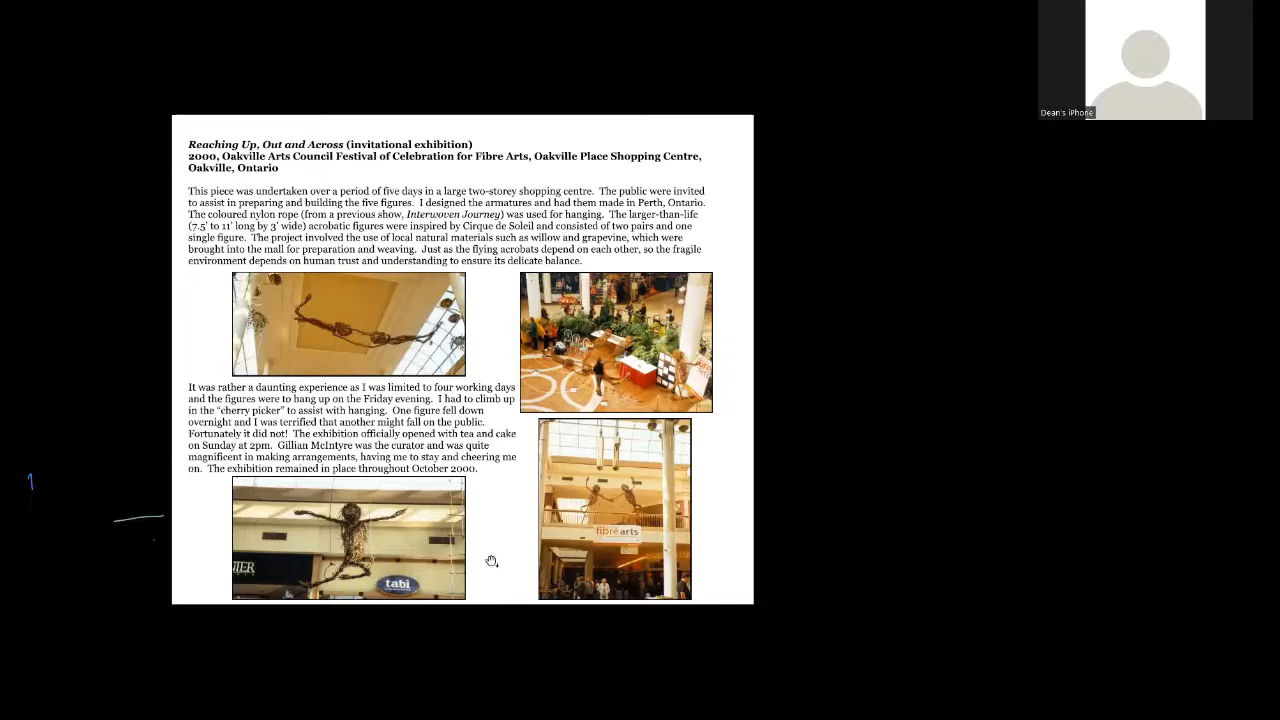 Dean's iPhone
Reaching Up, Out and Across (invitational exhibition)
2000, Oakville Arts Council Festival of Celebration for Fibre Arts, Oakville Place Shopping Centre,
Oakville, Ontario
This piece was undertaken over a period of five days in a large two-storey shopping centre.  The public were invited
to assist in preparing and building the five figures.  I designed the armatures and had them made in Perth, Ontario.
The coloured nylon rope (from a previous show, Interwoven Journey) was used for hanging.  The larger-than-life
(7.5' to 11' long by 3' wide) acrobatic figures were inspired by Cirque de Soleil and consisted of two pairs and one
single figure.  The project involved the use of local natural materials such as willow and grapevine, which were
brought into the mall for preparation and weaving.  Just as the flying acrobats depend on each other, so the fragile
environment depends on human trust and understanding to ensure its delicate balance.
It was rather a daunting experience as I was limited to four working days
and the figures were to hang up on the Friday evening.  I had to climb up
in the "cherry picker" to assist with hanging.  One figure fell down
overnight and I was terrified that another might fall on the public.
Fortunately it did not!  The exhibition officially opened with tea and cake
on Sunday at 2pm.  Gillian McIntyre was the curator and was quite
magnificent in making arrangements, having me to stay and cheering me
on.  The exhibition remained in place throughout October 2000.
fibrearts
NIER
tabi